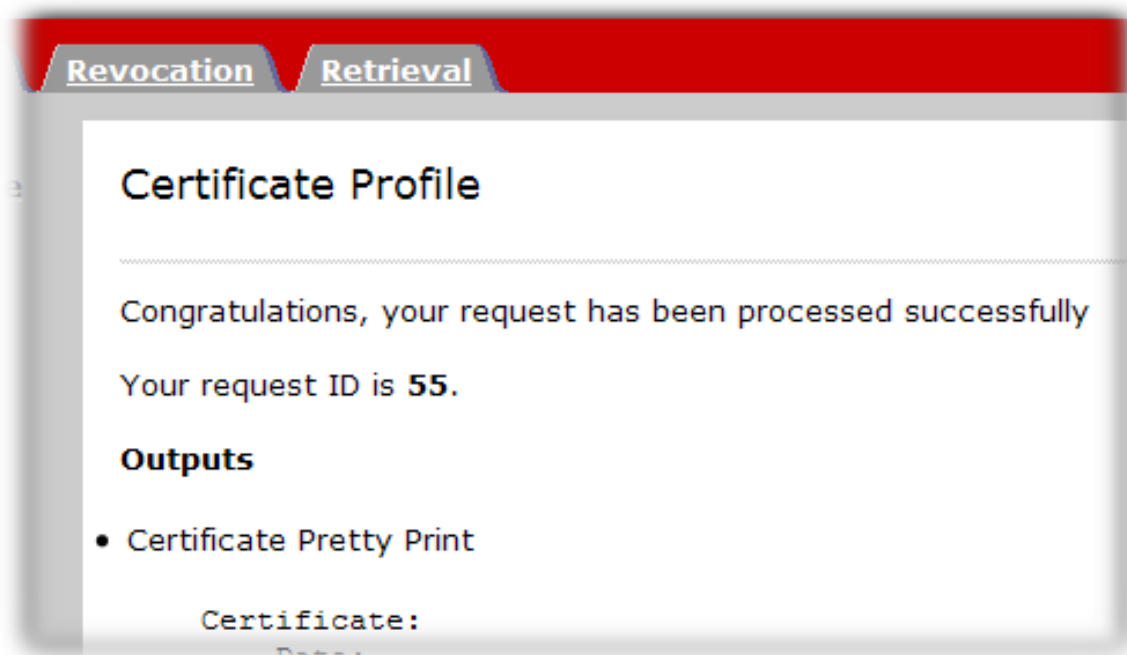 Revocation Retrieval
Certificate Profile
Congratulations, your request has been processed successfully
Your request ID is 55.
Outputs
• Certificate Pretty Print
Certificate:
Data: